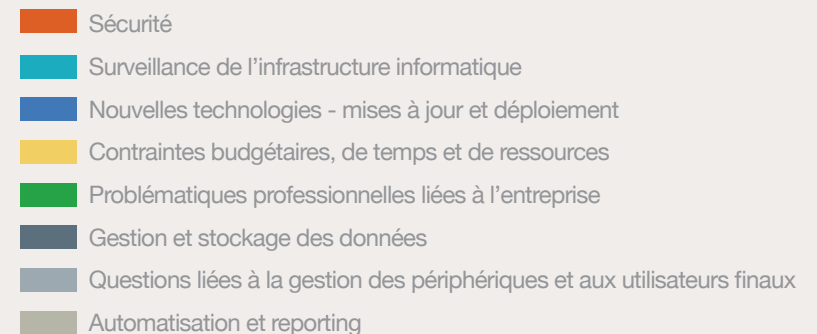 Sécurité
Surveillance de l’infrastructure informatique
Nouvelles technologies - mises à jour et déploiement
Contraintes budgétaires, de temps et de ressources
Problématiques professionnelles liées à l’entreprise
Gestion et stockage des données
Questions liées à la gestion des périphériques et aux utilisateurs finaux
Automatisation et reporting